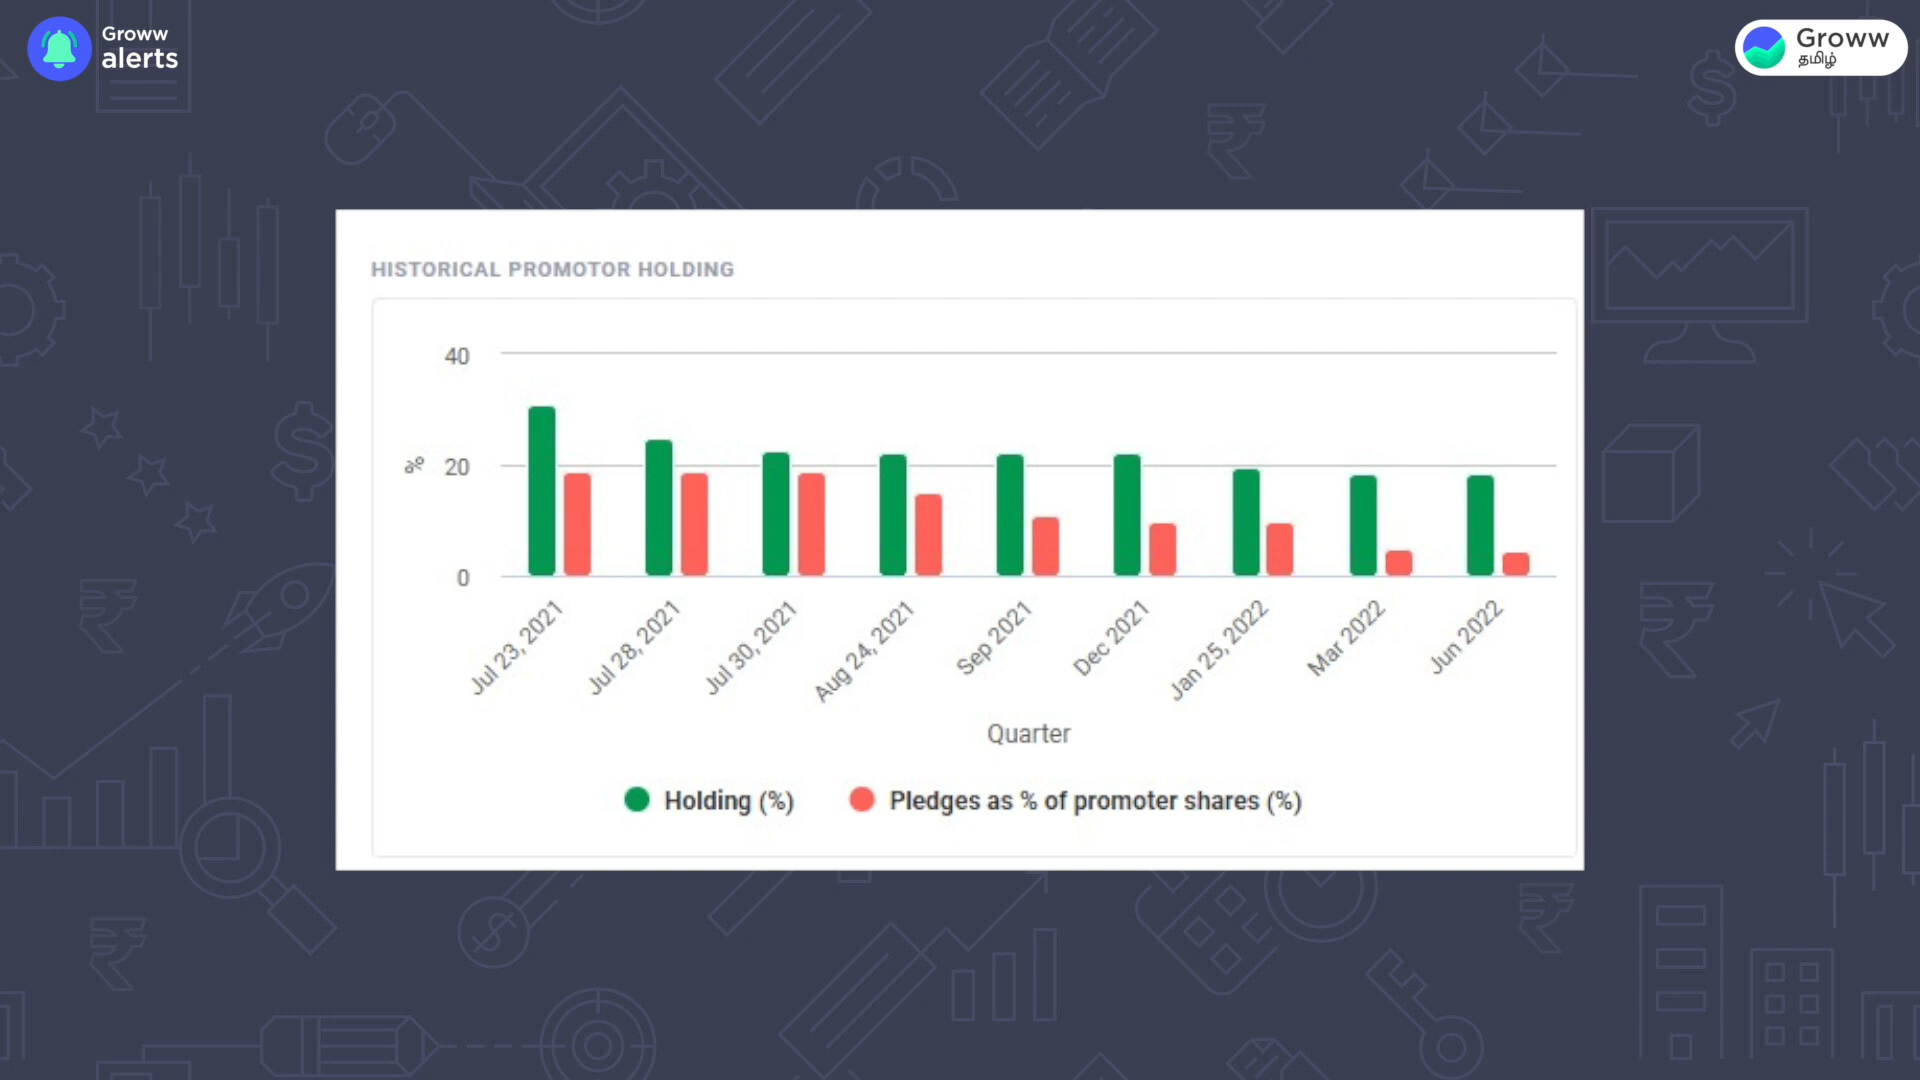 Groww
alerts
Groww
தமிழ்
HISTORICAL PROMOTOR HOLDING
40
20
0
%
Jul 23, 2021
Jul 28, 2021
Jul 30, 2021
Aug 24, 2021
Sep 2021
Dec 2021
Jan 25, 2022
Mar 2022
Jun 2022
Quarter
Holding (%)
Pledges as % of promoter shares (%)